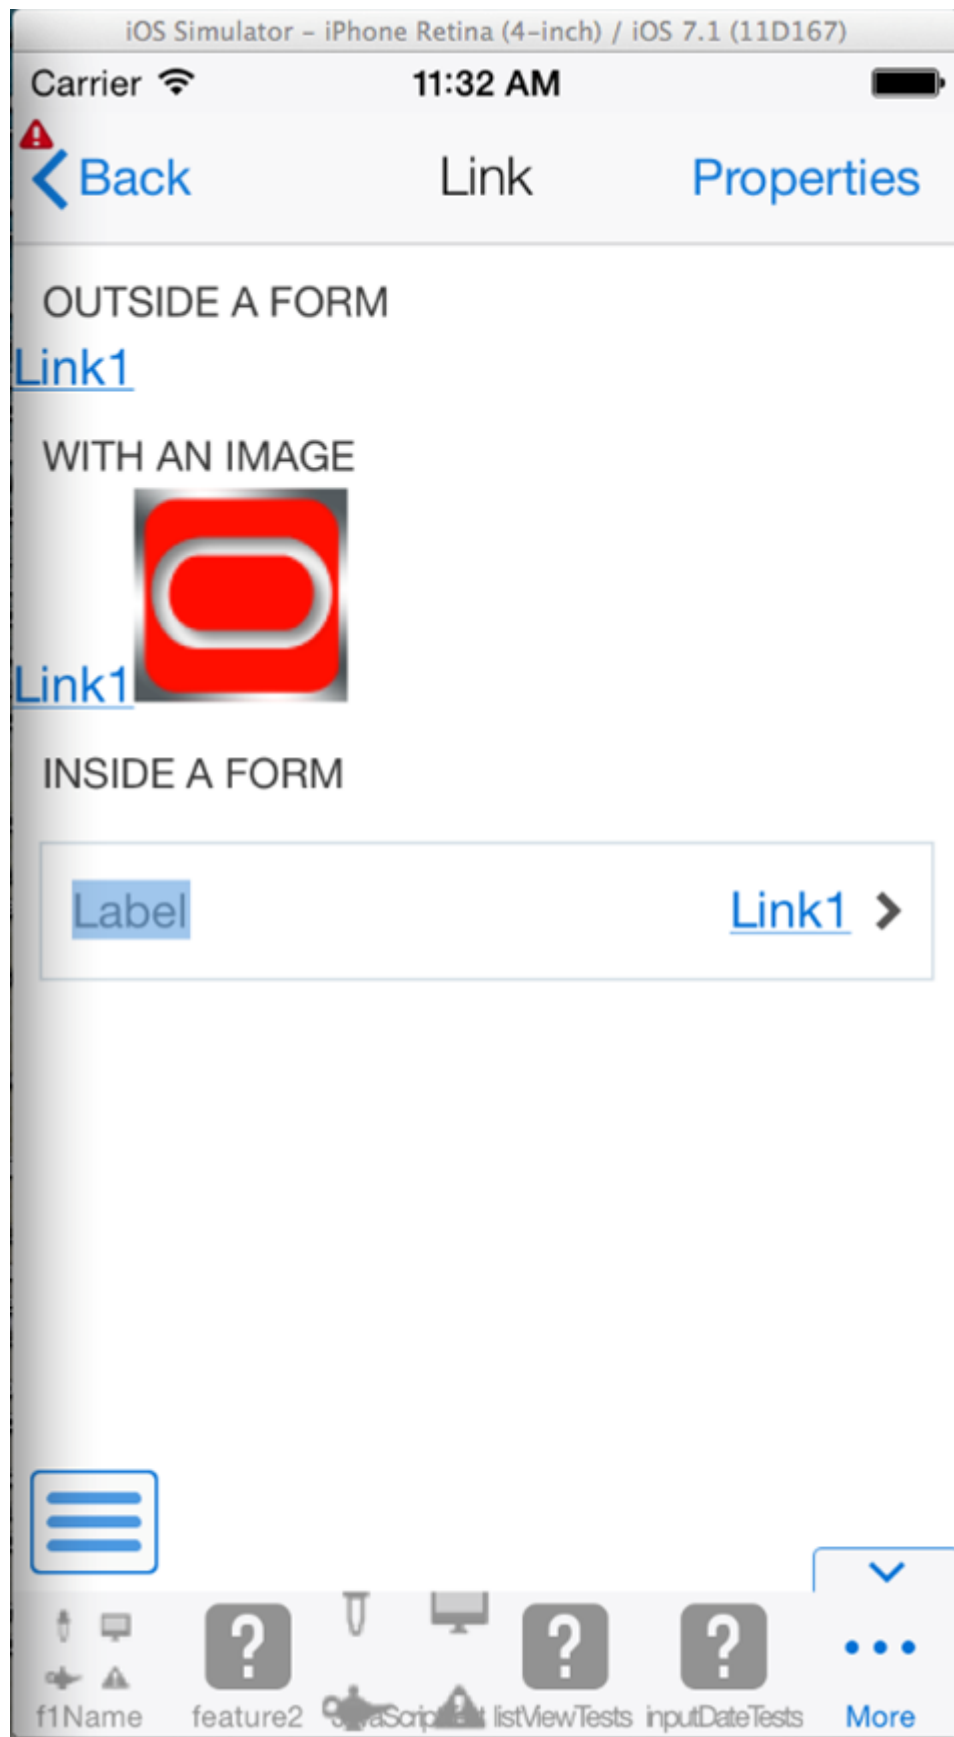 iOS Simulator – iPhone Retina (4-inch) / iOS 7.1 (11D167)
Carrier 11:32 AM
Back Link Properties
OUTSIDE A FORM
Link1
WITH AN IMAGE
Link1
INSIDE A FORM
Label Link1
f1Name feature2 listViewTests inputDateTests More